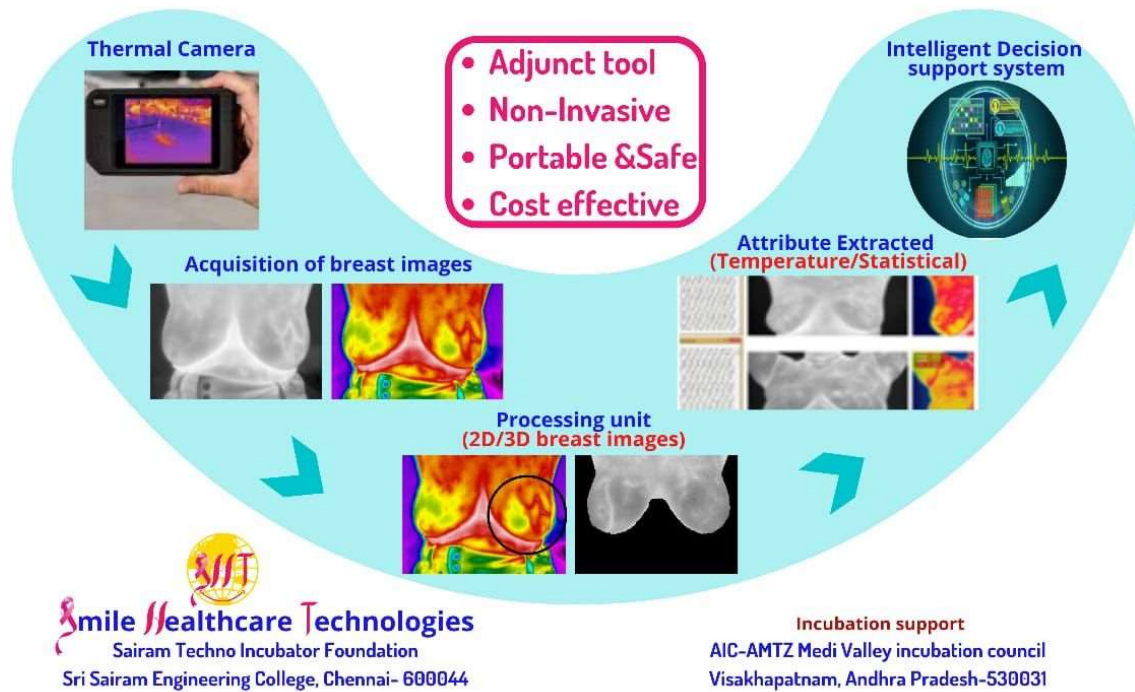 Thermal Camera
• Adjunct tool
• Non-Invasive
• Portable &Safe
• Cost effective
Intelligent Decision
support system
Acquisition of breast images
Attribute Extracted
(Temperature/Statistical)
Processing unit
(2D/3D breast images)
SHT
Smile Healthcare Technologies
Sairam Techno Incubator Foundation
Sri Sairam Engineering College, Chennai- 600044
Incubation support
AIC-AMTZ Medi Valley incubation council
Visakhapatnam, Andhra Pradesh-530031